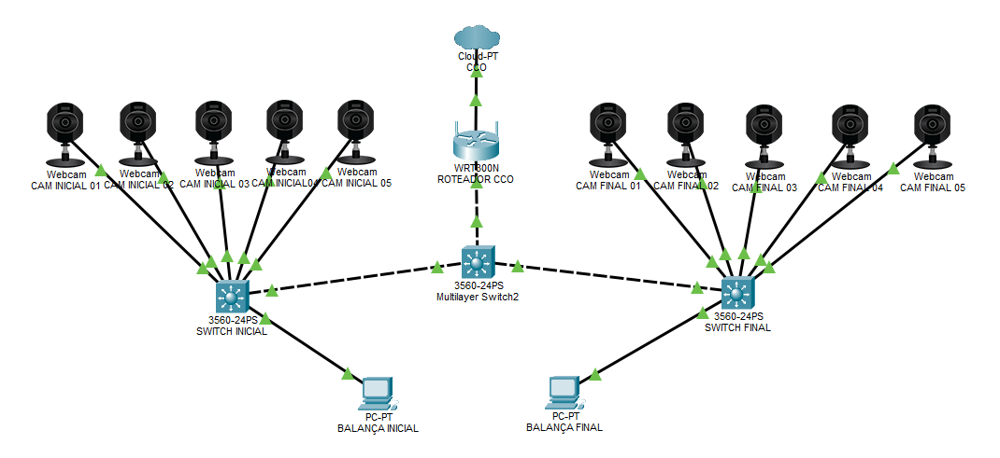 Cloud-PT
CCO
Webcam
CAM INICIAL 01
Webcam
CAM INICIAL 02
Webcam
CAM INICIAL 03
Webcam
CAM INICIAL04
Webcam
CAM INICIAL 05
WRT300N
ROTEADOR CCO
Webcam
CAM FINAL 01
Webcam
CAM FINAL02
Webcam
CAM FINAL 03
Webcam
CAM FINAL 04
Webcam
CAM FINAL 05
3560-24PS
SWITCH INICIAL
3560-24PS
Multilayer Switch2
3560-24PS
SWITCH FINAL
PC-PT
BALANÇA INICIAL
PC-PT
BALANÇA FINAL